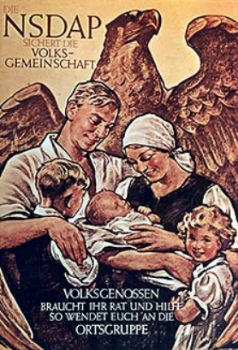 DIE
NSDAP
SICHERT DIE
VOLKS-
GEMEINSCHAFT
VOLKSGENOSSEN
BRAUCHT IHR RAT UND HILFE
SO WENDET EUCH AN DIE
ORTSGRUPPE